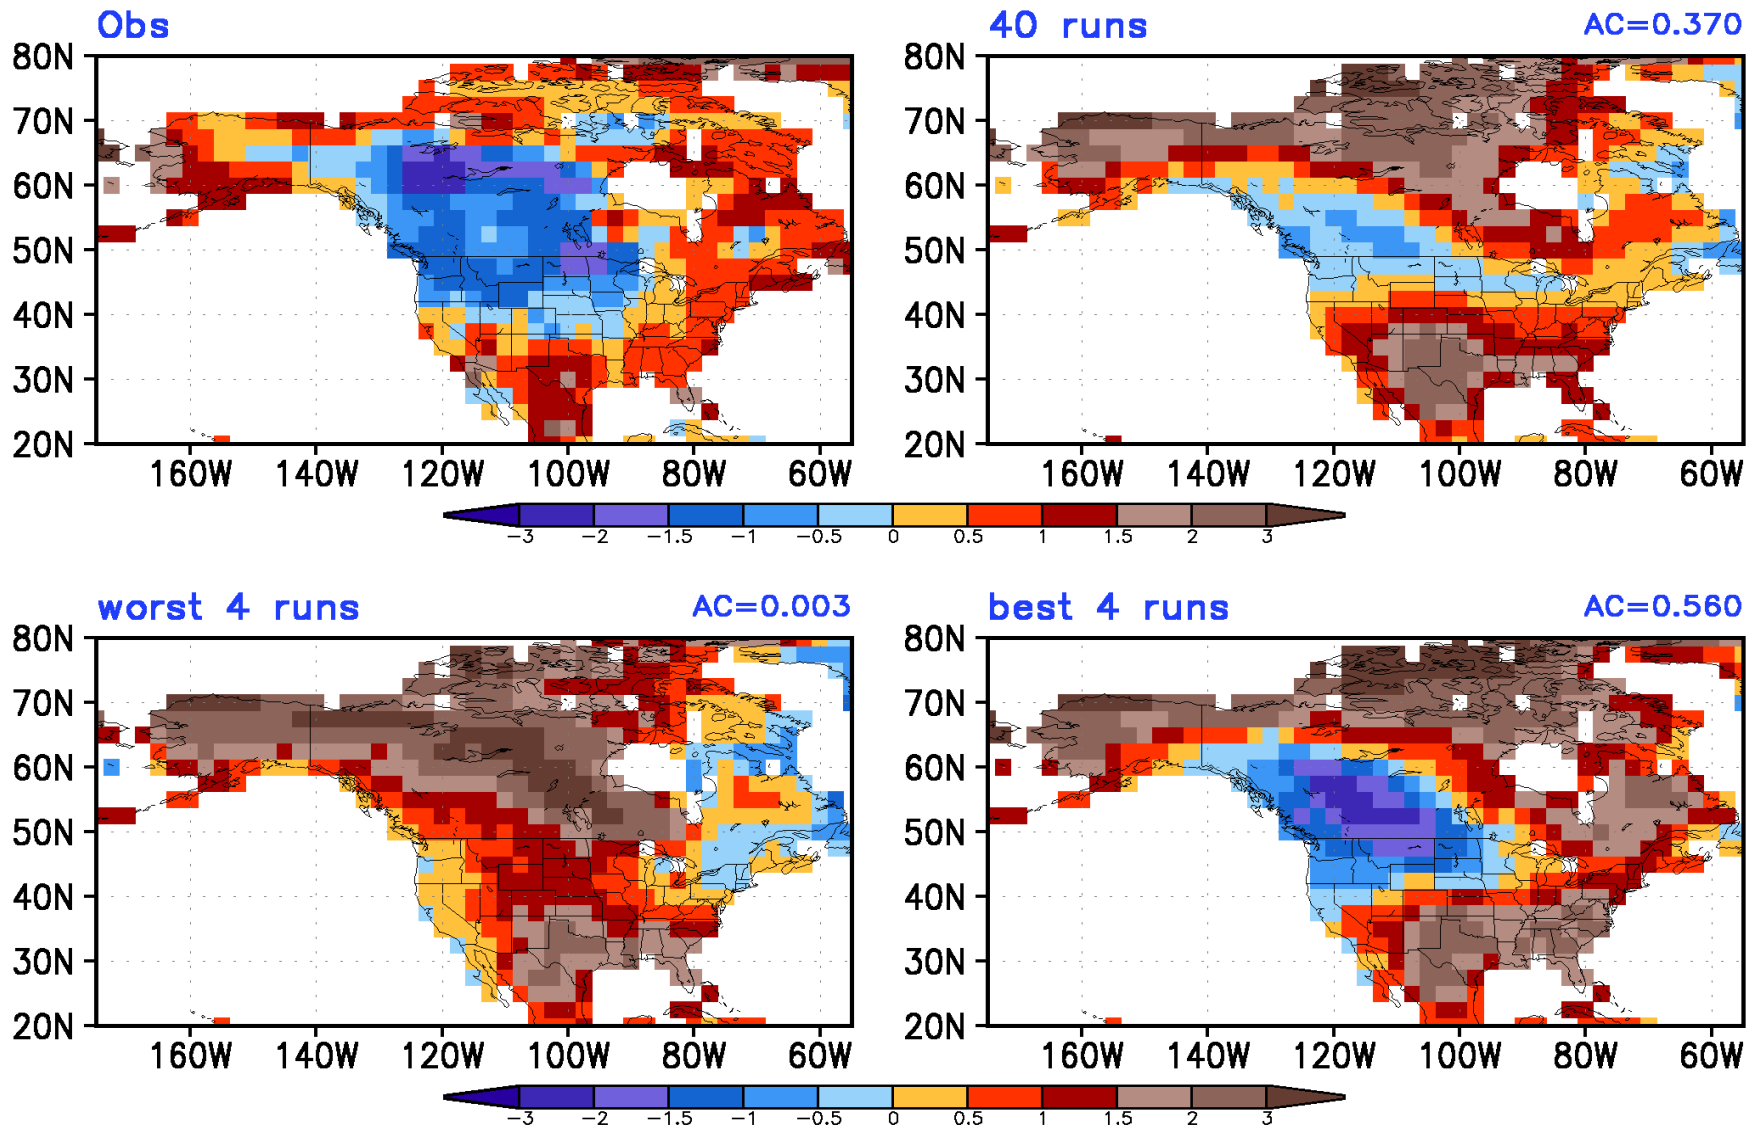 Obs
40 runs AC=0.370
80N 80N
70N 70N
60N 60N
50N 50N
40N 40N
30N 30N
20N 20N
160W 140W 120W 100W 80W 60W 160W 140W 120W 100W 80W 60W
-3 -2 -1.5 -1 -0.5 0 0.5 1 1.5 2 3
worst 4 runs AC=0.003
best 4 runs AC=0.560
80N 80N
70N 70N
60N 60N
50N 50N
40N 40N
30N 30N
20N 20N
160W 140W 120W 100W 80W 60W 160W 140W 120W 100W 80W 60W
-3 -2 -1.5 -1 -0.5 0 0.5 1 1.5 2 3